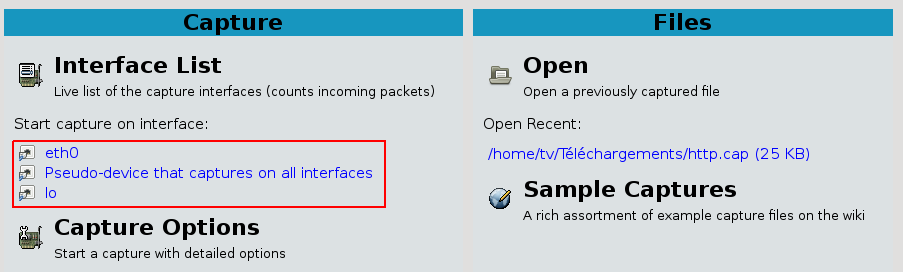 Capture
Interface List
Live list of the capture interfaces (counts incoming packets)
Start capture on interface:
eth0
Pseudo-device that captures on all interfaces
lo
Capture Options
Start a capture with detailed options
Files
Open
Open a previously captured file
Open Recent:
/home/tv/Téléchargements/http.cap (25 KB)
Sample Captures
A rich assortment of example capture files on the wiki